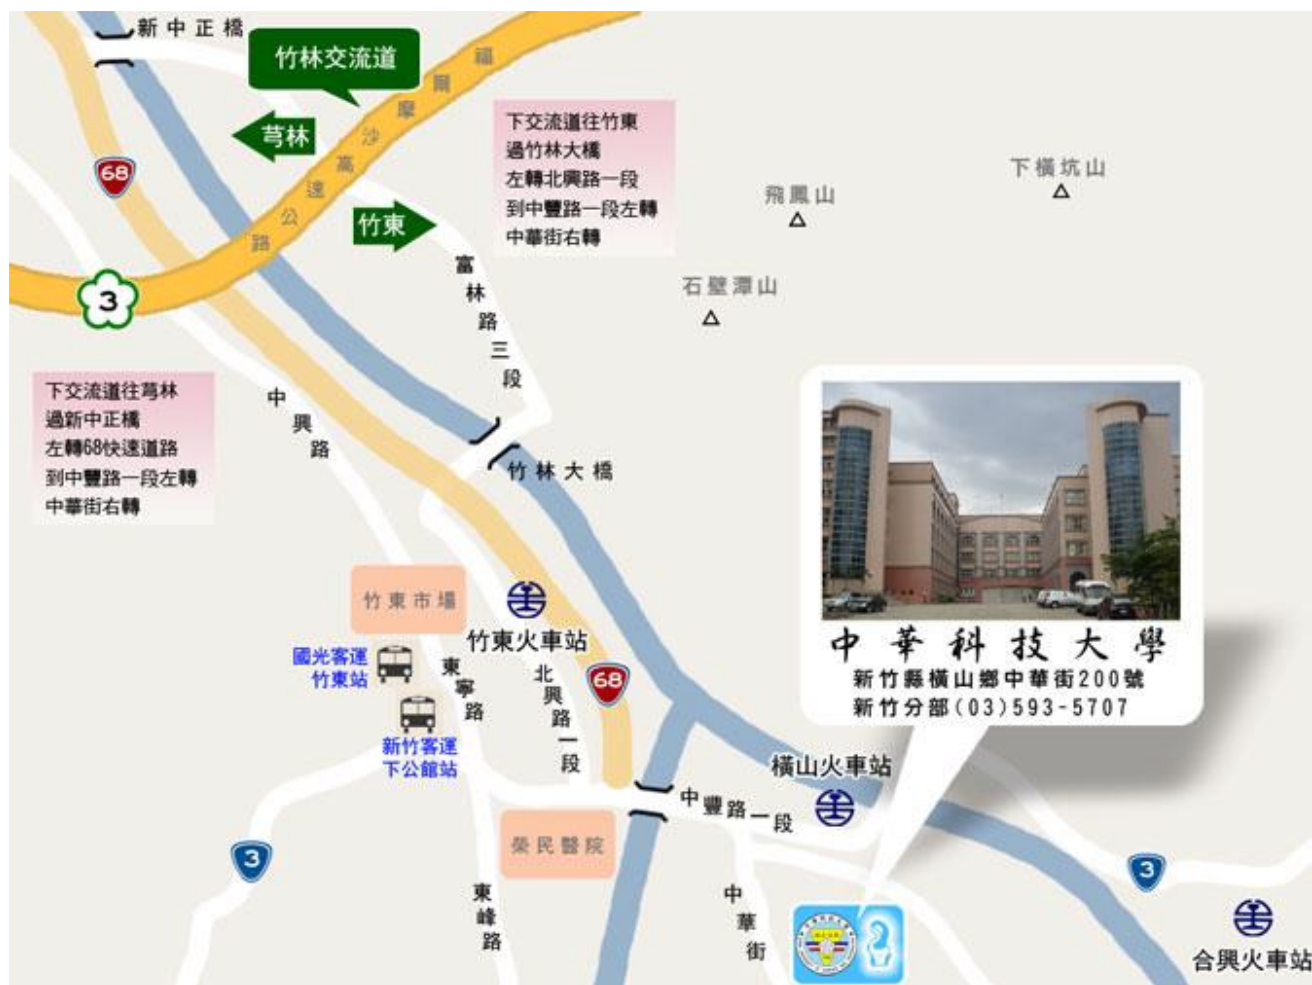 新中正橋
竹林交流道
福爾摩沙高速公路
芎林
68
竹東
下交流道往竹東
過竹林大橋
左轉北興路一段
到中豐路一段左轉
中華街右轉
下橫坑山
飛鳳山
石壁潭山
富林路三段
3
下交流道往芎林
過新中正橋
左轉68快速道路
到中豐路一段左轉
中華街右轉
中興路
竹林大橋
竹東市場
竹東火車站
國光客運
竹東站
東寧路
北興路一段
68
新竹客運
下公館站
中華科技大學
新竹縣橫山鄉中華街200號
新竹分部(03)593-5707
橫山火車站
中豐路一段
榮民醫院
3
3
東峰路
中華街
合興火車站